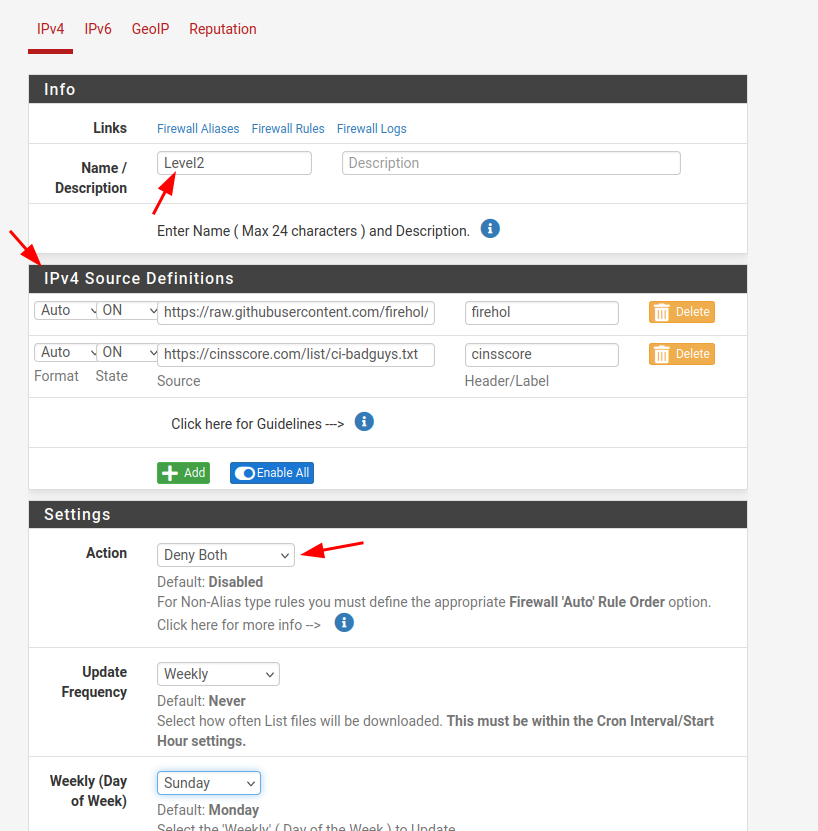 IPv4 IPv6 GeoIP Reputation
Info
Links Firewall Aliases Firewall Rules Firewall Logs
Name / Description Level2 Description
Enter Name ( Max 24 characters ) and Description.
IPv4 Source Definitions
Auto ON https://raw.githubusercontent.com/firehol/ firehol Delete
Auto ON https://cinsscore.com/list/ci-badguys.txt cinsscore Delete
Format State Source Header/Label
Click here for Guidelines --->
Add Enable All
Settings
Action Deny Both
Default: Disabled
For Non-Alias type rules you must define the appropriate Firewall 'Auto' Rule Order option.
Click here for more info -->
Update Frequency Weekly
Default: Never
Select how often List files will be downloaded. This must be within the Cron Interval/Start
Hour settings.
Weekly (Day of Week) Sunday
Default: Monday
Select the 'Weekly' ( Day of the Week ) to Update